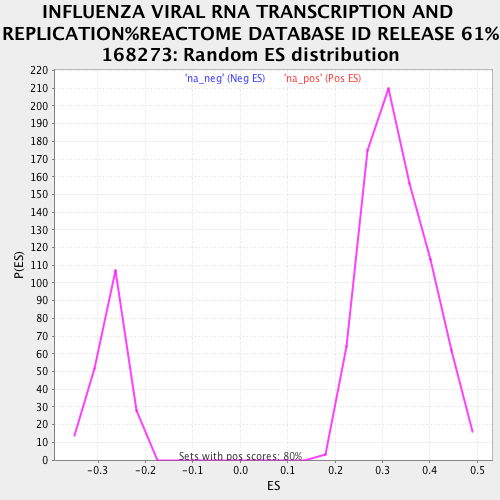 INFLUENZA VIRAL RNA TRANSCRIPTION AND
REPLICATION%REACTOME DATABASE ID RELEASE 61%
168273: Random ES distribution
'na_neg' (Neg ES) 'na_pos' (Pos ES)
220
210
200
190
180
170
160
150
140
130
120
110
100
90
80
70
60
50
40
30
20
10
0
P(ES)
Sets with pos scores: 80%
-0.3 -0.2 -0.1 0.0 0.1 0.2 0.3 0.4 0.5
ES